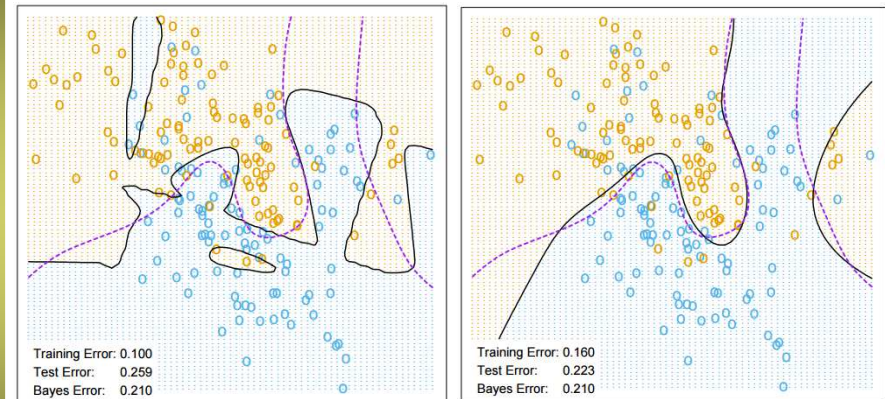 Training Error: 0.100
Test Error: 0.259
Bayes Error: 0.210
Training Error: 0.160
Test Error: 0.223
Bayes Error: 0.210